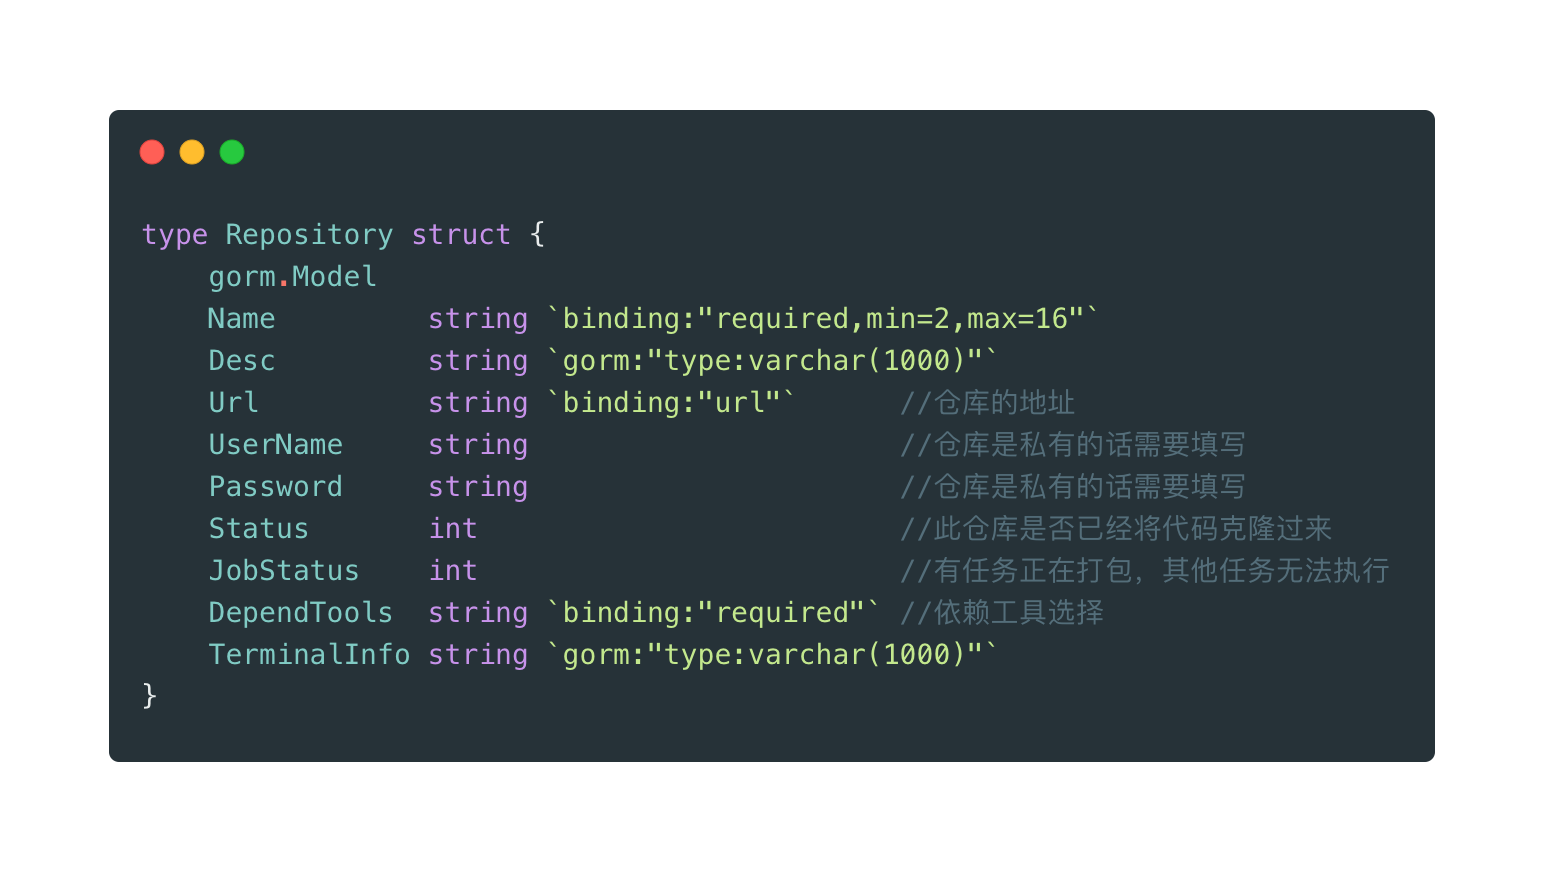 type Repository struct {
    gorm.Model
    Name         string `binding:"required,min=2,max=16"`
    Desc         string `gorm:"type:varchar(1000)"`
    Url          string `binding:"url"`      //仓库的地址
    UserName     string                      //仓库是私有的话需要填写
    Password     string                      //仓库是私有的话需要填写
    Status       int                         //此仓库是否已经将代码克隆过来
    JobStatus    int                         //有任务正在打包，其他任务无法执行
    DependTools  string `binding:"required"` //依赖工具选择
    TerminalInfo string `gorm:"type:varchar(1000)"`
}